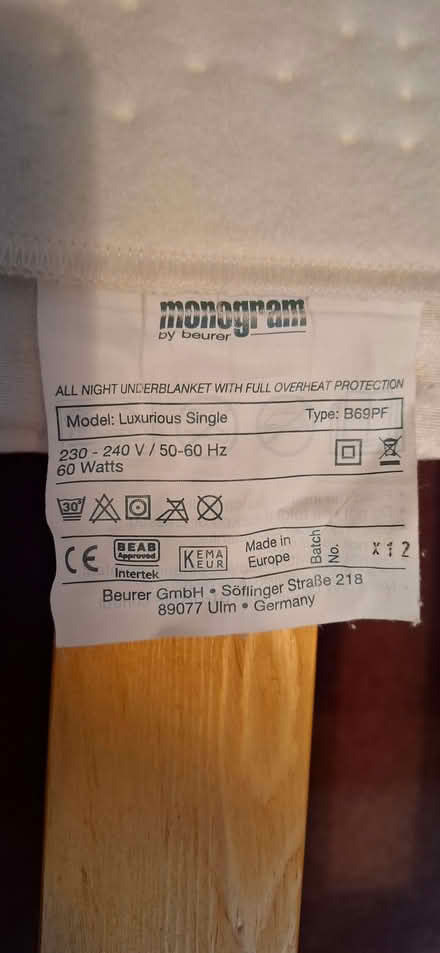 monogram
by beurer
ALL NIGHT UNDERBLANKET WITH FULL OVERHEAT PROTECTION
Model: Luxurious Single Type: B69PF
230 - 240 V / 50-60 Hz
60 Watts
30°
CE BEAB Approved Intertek KEMA KEUR Made in Europe Batch No. X12
Beurer GmbH • Söflinger Straße 218
89077 Ulm • Germany